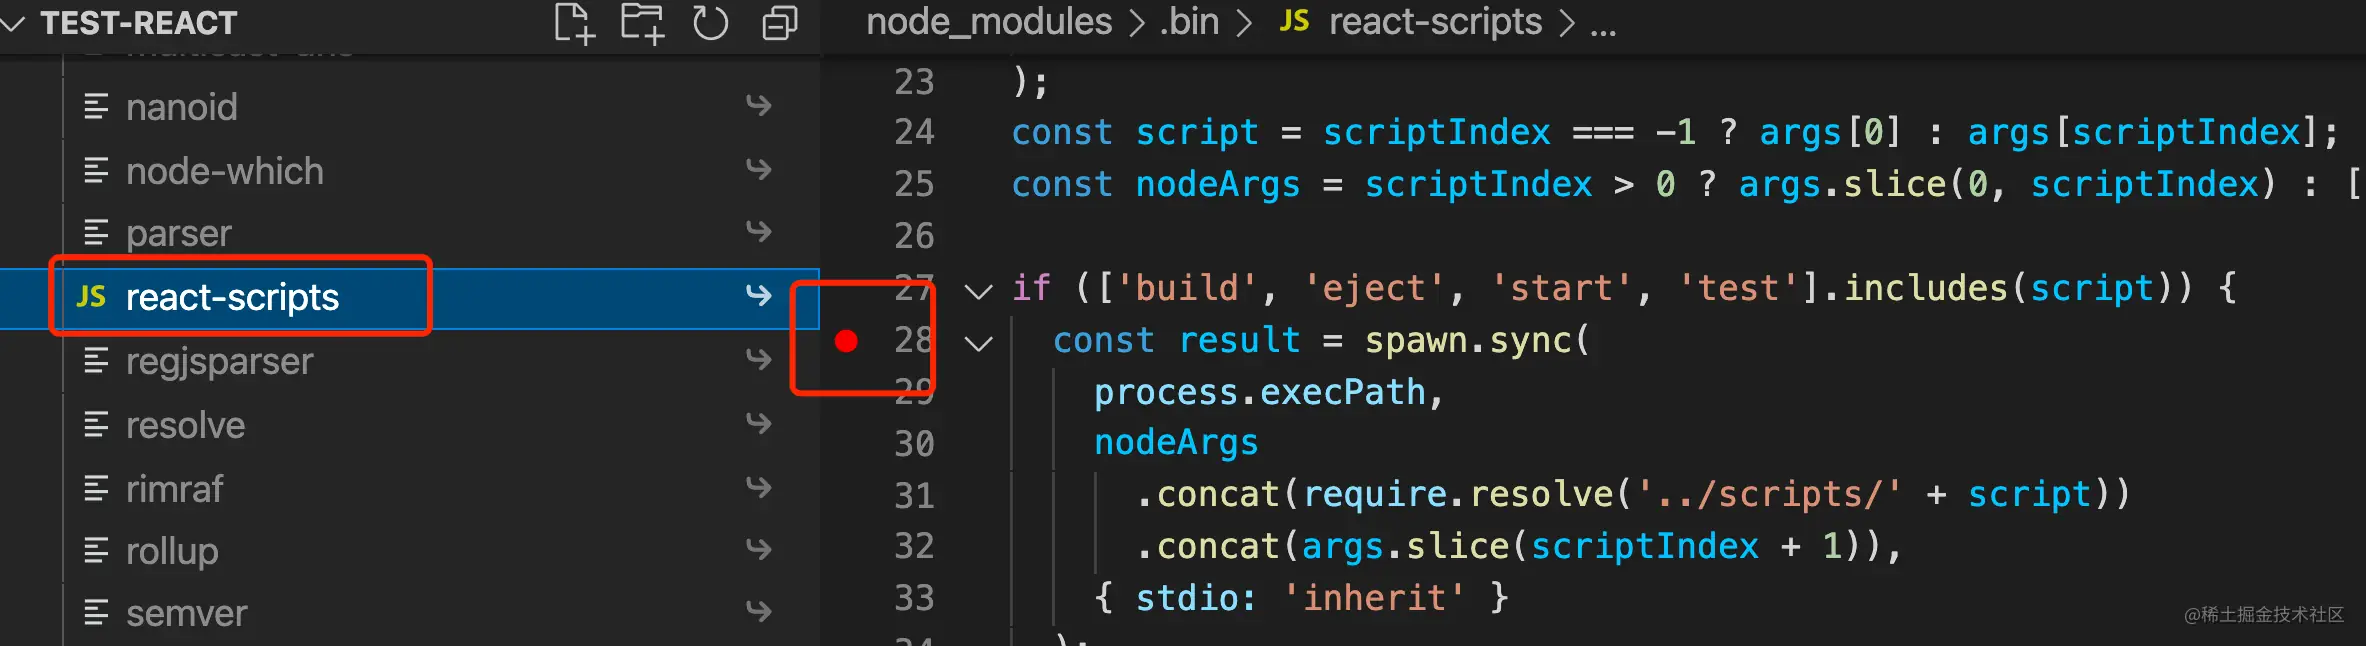 TEST-REACT
nanoid
node-which
parser
JS react-scripts
regjsparser
resolve
rimraf
rollup
semver
node_modules > .bin > JS react-scripts > ...
23 );
24 const script = scriptIndex === -1 ? args[0] : args[scriptIndex];
25 const nodeArgs = scriptIndex > 0 ? args.slice(0, scriptIndex) : [
26
27 if (['build', 'eject', 'start', 'test'].includes(script)) {
28 const result = spawn.sync(
29 process.execPath,
30 nodeArgs
31 .concat(require.resolve('../scripts/' + script))
32 .concat(args.slice(scriptIndex + 1)),
33 { stdio: 'inherit' }
34 );
@稀土掘金技术社区